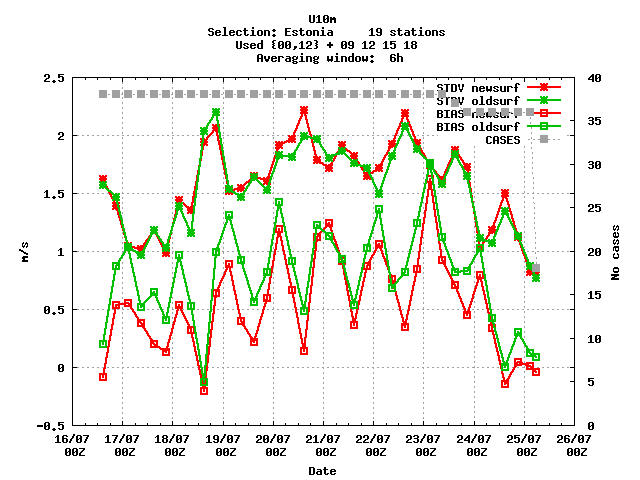 U10m
Selection: Estonia 19 stations
Used {00,12} + 09 12 15 18
Averaging window: 6h
2.5
2
1.5
1
0.5
0
-0.5
m/s
40
35
30
25
20
15
10
5
0
No cases
STDV newsurf
STDV oldsurf
BIAS newsurf
BIAS oldsurf
CASES
16/07 17/07 18/07 19/07 20/07 21/07 22/07 23/07 24/07 25/07 26/07
00Z 00Z 00Z 00Z 00Z 00Z 00Z 00Z 00Z 00Z 00Z
Date